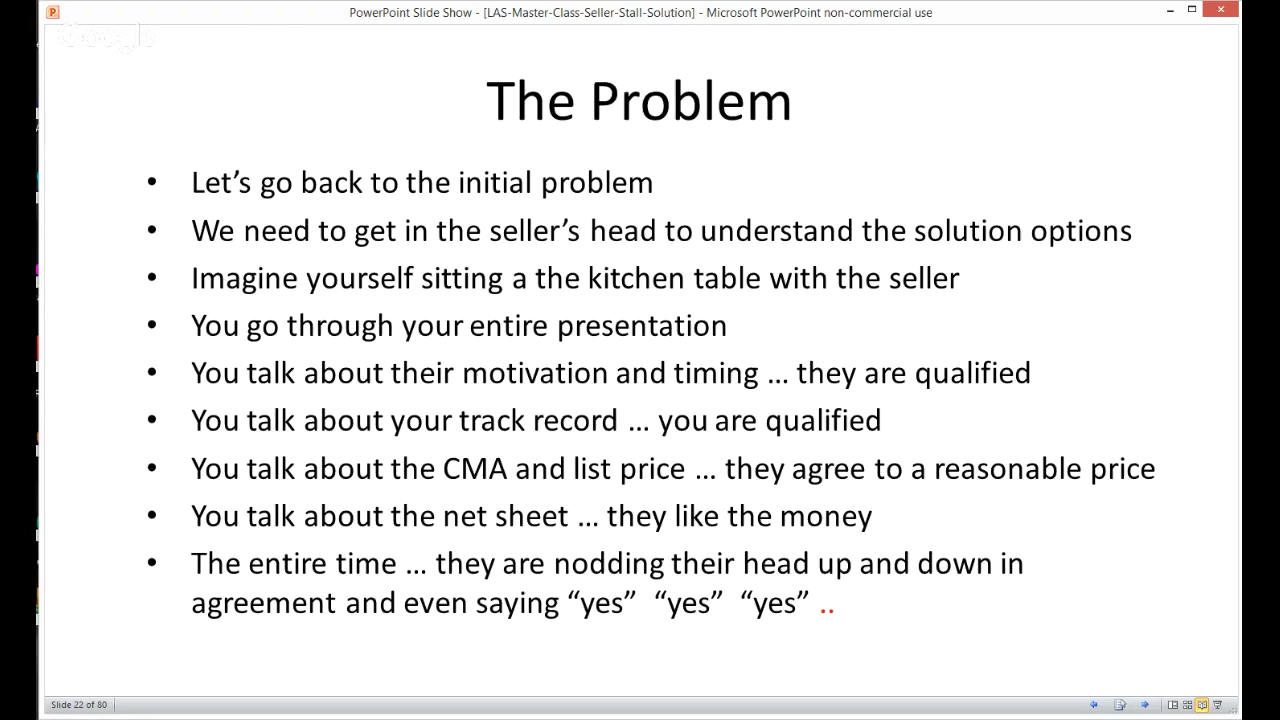 PowerPoint Slide Show - [LAS-Master-Class-Seller-Stall-Solution] - Microsoft PowerPoint non-commercial use
Google
The Problem
• Let’s go back to the initial problem
• We need to get in the seller’s head to understand the solution options
• Imagine yourself sitting a the kitchen table with the seller
• You go through your entire presentation
• You talk about their motivation and timing … they are qualified
• You talk about your track record … you are qualified
• You talk about the CMA and list price … they agree to a reasonable price
• You talk about the net sheet … they like the money
• The entire time … they are nodding their head up and down in
agreement and even saying “yes” “yes” “yes” ..
Slide 22 of 80